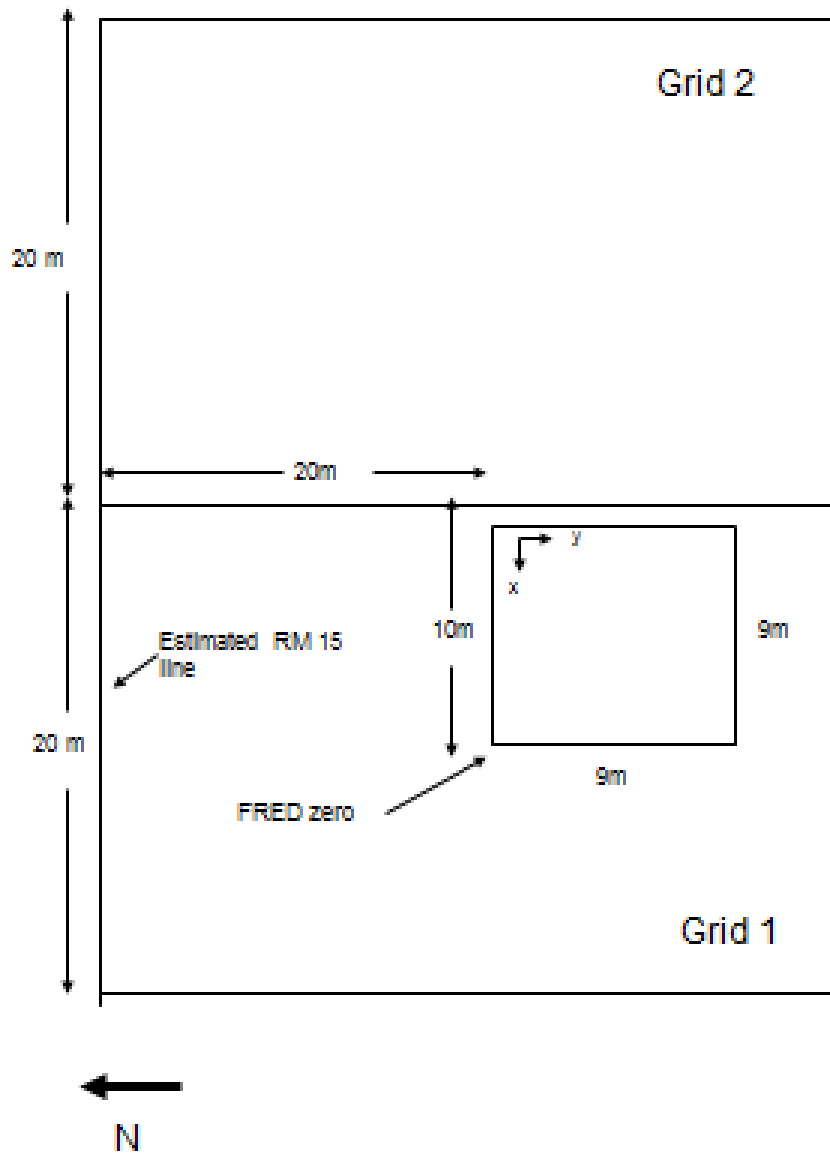 Grid 2
20 m
20m
y
x
10m
9m
Estimated RM 15
line
20 m
9m
FRED zero
Grid 1
N